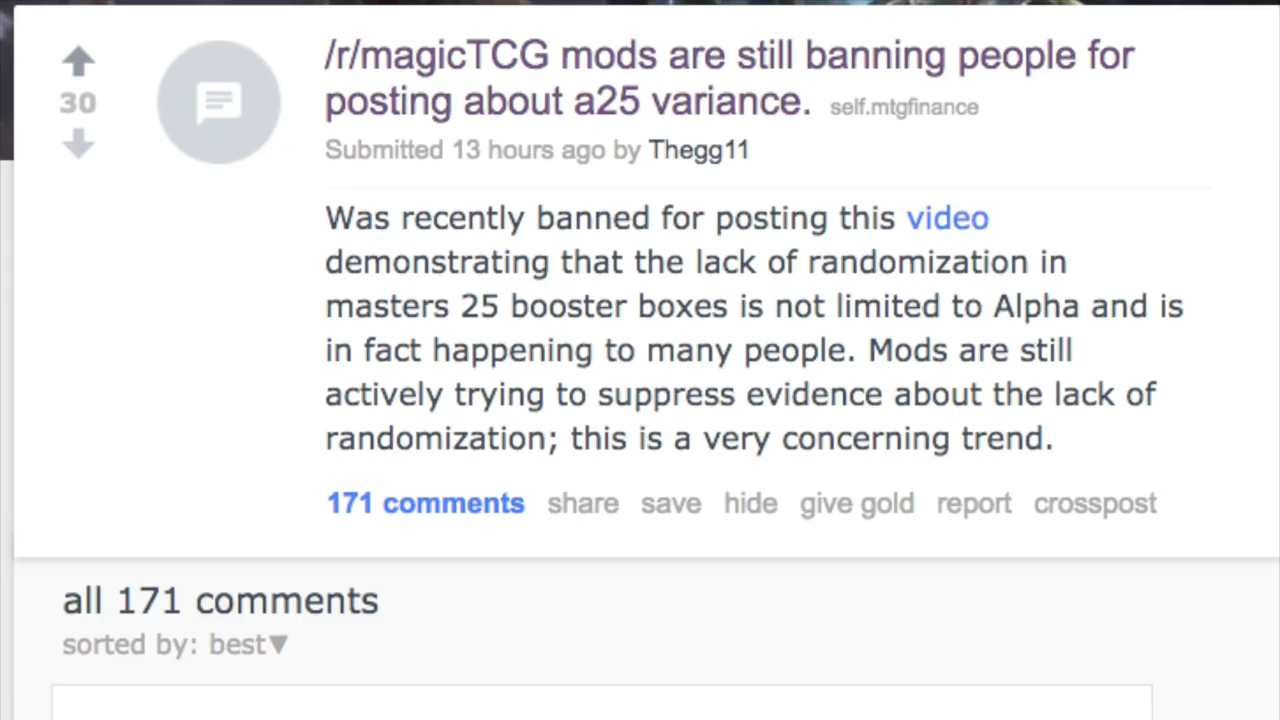 /r/magicTCG mods are still banning people for
posting about a25 variance. self.mtgfinance
30
Submitted 13 hours ago by Thegg11
Was recently banned for posting this video
demonstrating that the lack of randomization in
masters 25 booster boxes is not limited to Alpha and is
in fact happening to many people. Mods are still
actively trying to suppress evidence about the lack of
randomization; this is a very concerning trend.
171 comments share save hide give gold report crosspost
all 171 comments
sorted by: best▼